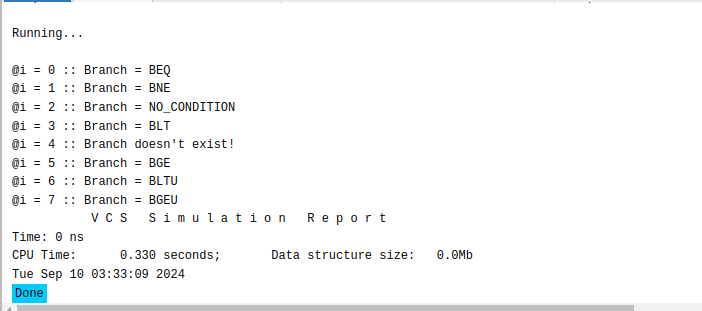 Running...
@i = 0 :: Branch = BEQ
@i = 1 :: Branch = BNE
@i = 2 :: Branch = NO_CONDITION
@i = 3 :: Branch = BLT
@i = 4 :: Branch doesn't exist!
@i = 5 :: Branch = BGE
@i = 6 :: Branch = BLTU
@i = 7 :: Branch = BGEU
V C S   S i m u l a t i o n   R e p o r t
Time: 0 ns
CPU Time:      0.330 seconds;       Data structure size:   0.0Mb
Tue Sep 10 03:33:09 2024
Done